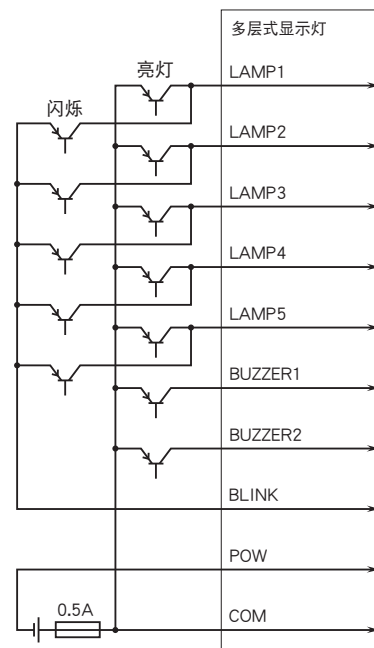 多层式显示灯
亮灯
LAMP1
闪烁
LAMP2
LAMP3
LAMP4
LAMP5
BUZZER1
BUZZER2
BLINK
POW
0.5A
COM